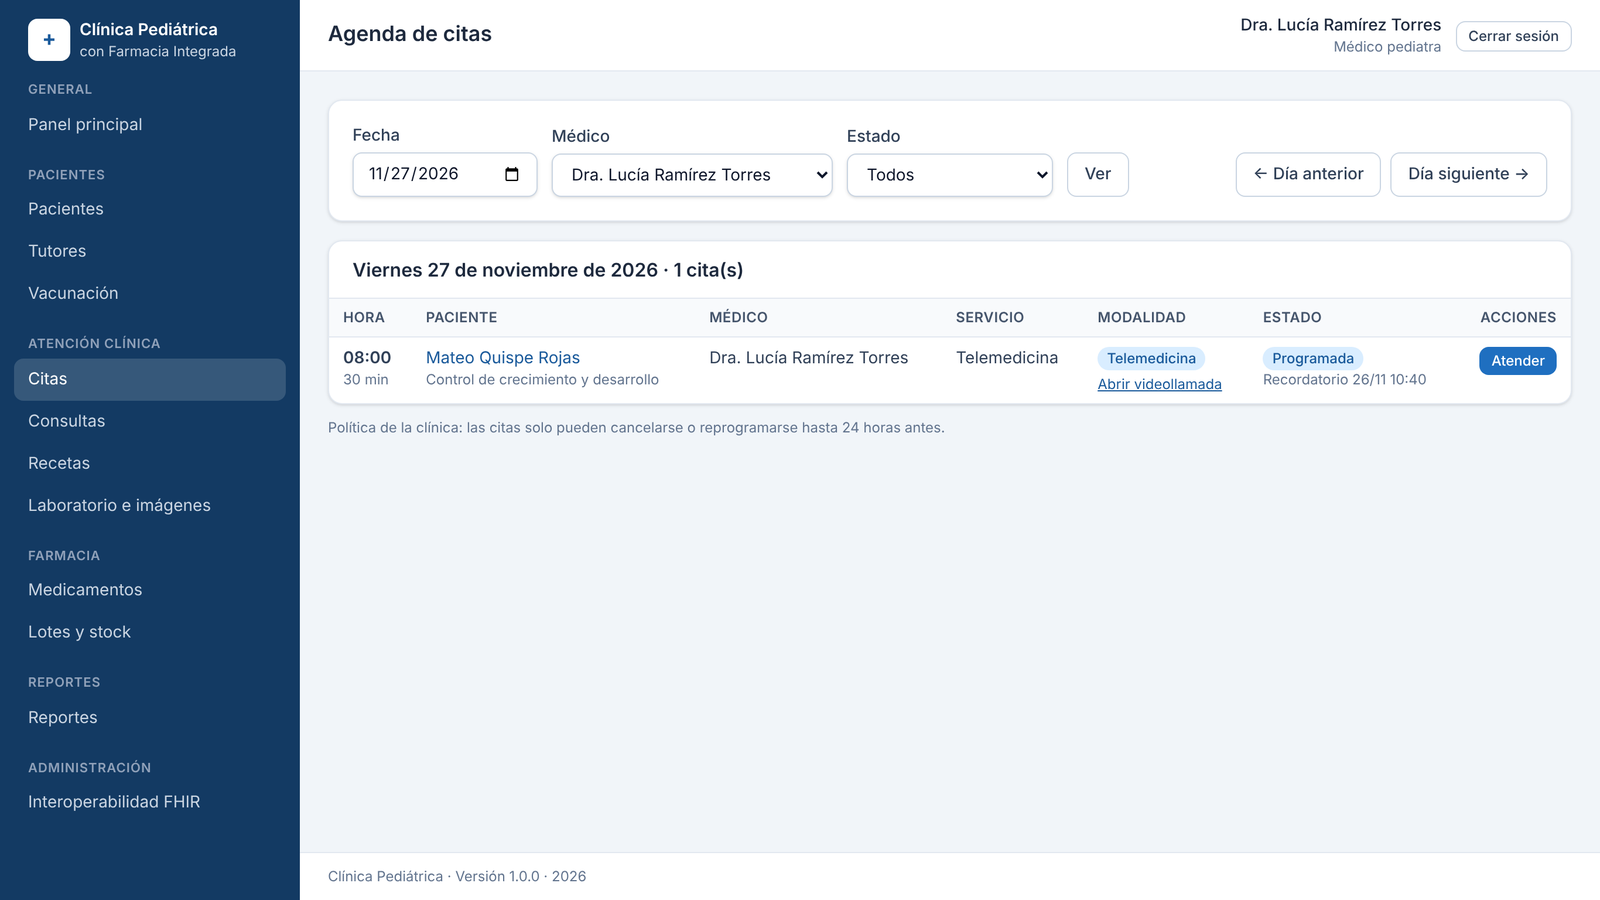 +
Clínica Pediátrica
con Farmacia Integrada
GENERAL
Panel principal
PACIENTES
Pacientes
Tutores
Vacunación
ATENCIÓN CLÍNICA
Citas
Consultas
Recetas
Laboratorio e imágenes
FARMACIA
Medicamentos
Lotes y stock
REPORTES
Reportes
ADMINISTRACIÓN
Interoperabilidad FHIR
Agenda de citas
Dra. Lucía Ramírez Torres
Médico pediatra
Cerrar sesión
Fecha Médico Estado
11/27/2026 Dra. Lucía Ramírez Torres Todos Ver ← Día anterior Día siguiente →
Viernes 27 de noviembre de 2026 · 1 cita(s)
HORA PACIENTE MÉDICO SERVICIO MODALIDAD ESTADO ACCIONES
08:00 Mateo Quispe Rojas Dra. Lucía Ramírez Torres Telemedicina Telemedicina Programada Atender
30 min Control de crecimiento y desarrollo Abrir videollamada Recordatorio 26/11 10:40
Política de la clínica: las citas solo pueden cancelarse o reprogramarse hasta 24 horas antes.
Clínica Pediátrica · Versión 1.0.0 · 2026